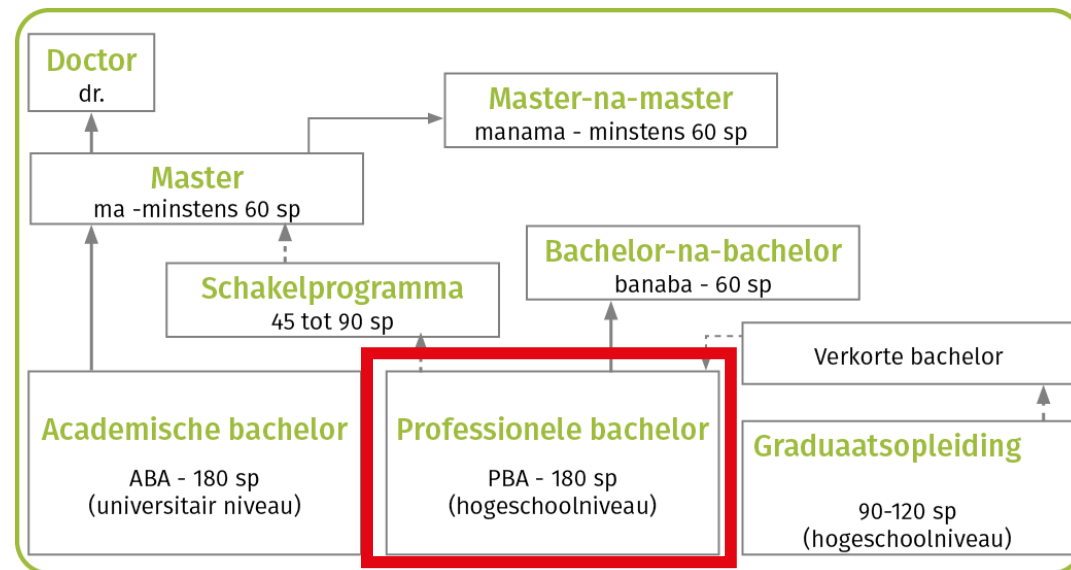 Doctor
dr.
Master-na-master
manama - minstens 60 sp
Master
ma -minstens 60 sp
Bachelor-na-bachelor
banaba - 60 sp
Schakelprogramma
45 tot 90 sp
Verkorte bachelor
Academische bachelor
ABA - 180 sp
(universitair niveau)
Professionele bachelor
PBA - 180 sp
(hogeschoolniveau)
Graduaatsopleiding
90-120 sp
(hogeschoolniveau)